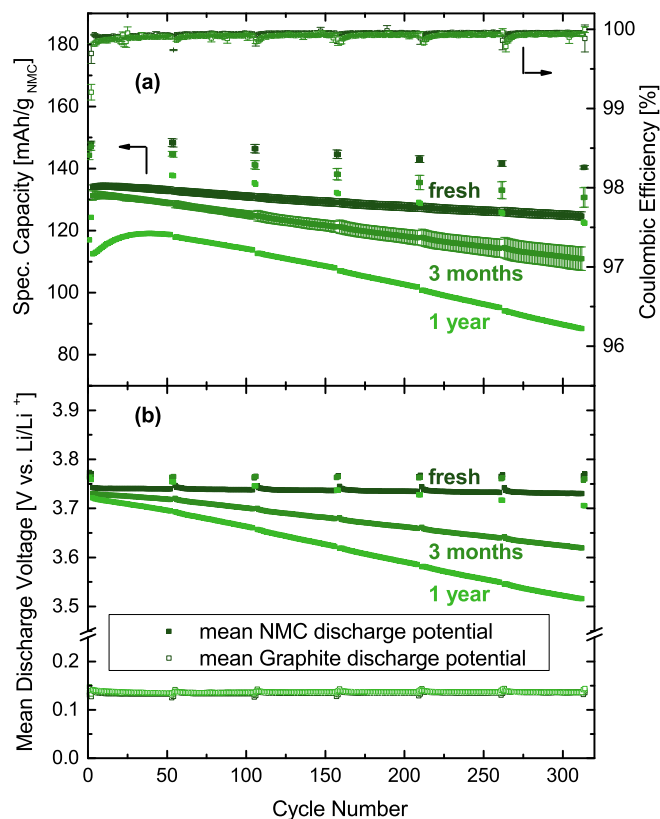 (a)
Spec. Capacity [mAh/g NMC]
180
160
140
120
100
80
Coulombic Efficiency [%]
100
99
98
97
96
fresh
3 months
1 year
(b)
Mean Discharge Voltage [V vs. Li/Li+]
3.9
3.8
3.7
3.6
3.5
0.2
0.1
0.0
fresh
3 months
1 year
mean NMC discharge potential
mean Graphite discharge potential
0 50 100 150 200 250 300
Cycle Number